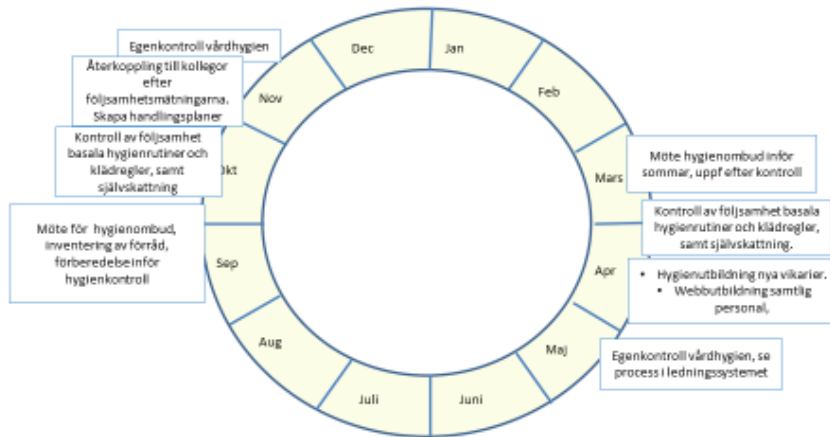 Dec
Jan
Feb
Mars
Apr
Maj
Juni
Juli
Aug
Sep
Okt
Nov
Egenkontroll vårdhygien
Återkoppling till kollegor
efter
följsamhetsmätningarna.
Skapa handlingsplaner
Kontroll av följsamhet
basala hygienrutiner och
klädregler, samt
självskattning
Möte för hygienombud,
inventering av förråd,
förberedelse inför
hygienkontroll
Möte hygienombud inför
sommar, uppf efter kontroll
Kontroll av följsamhet basala
hygienrutiner och klädregler,
samt självskattning.
• Hygienutbildning nya vikarier.
• Webbutbildning samtlig
personal,
Egenkontroll vårdhygien, se
process i ledningssystemet